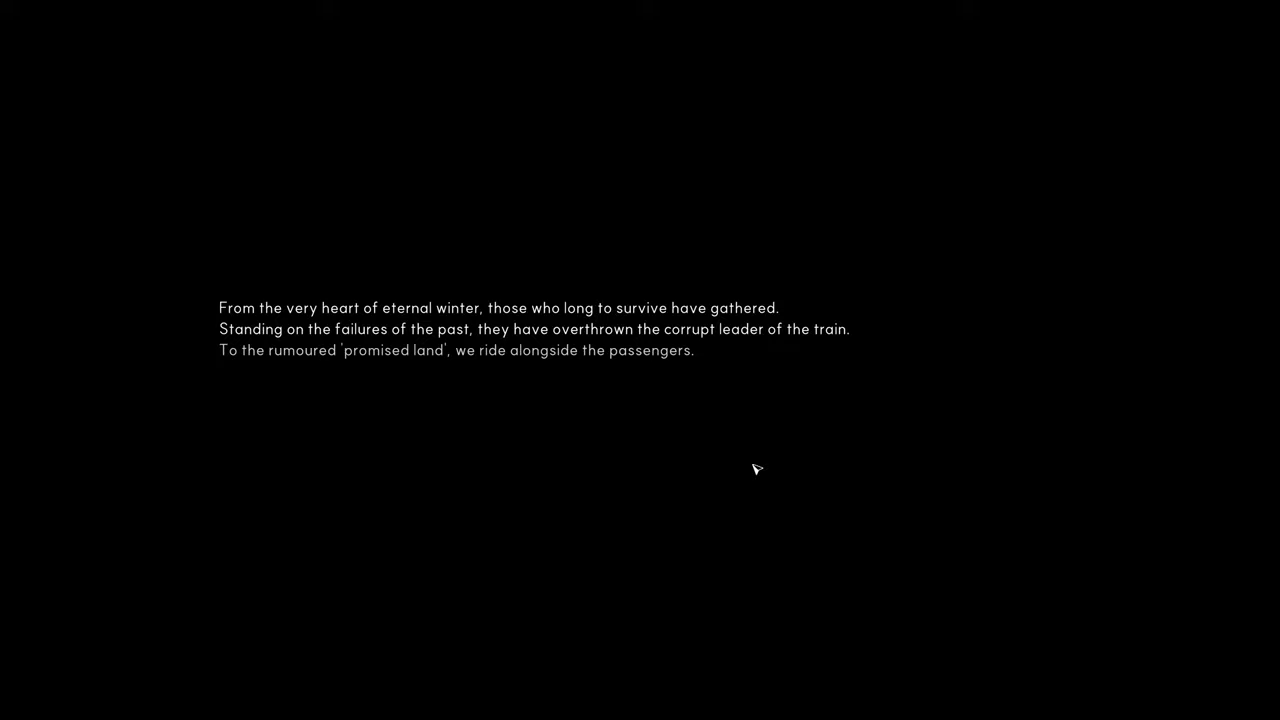 From the very heart of eternal winter, those who long to survive have gathered.
Standing on the failures of the past, they have overthrown the corrupt leader of the train.
To the rumoured 'promised land', we ride alongside the passengers.